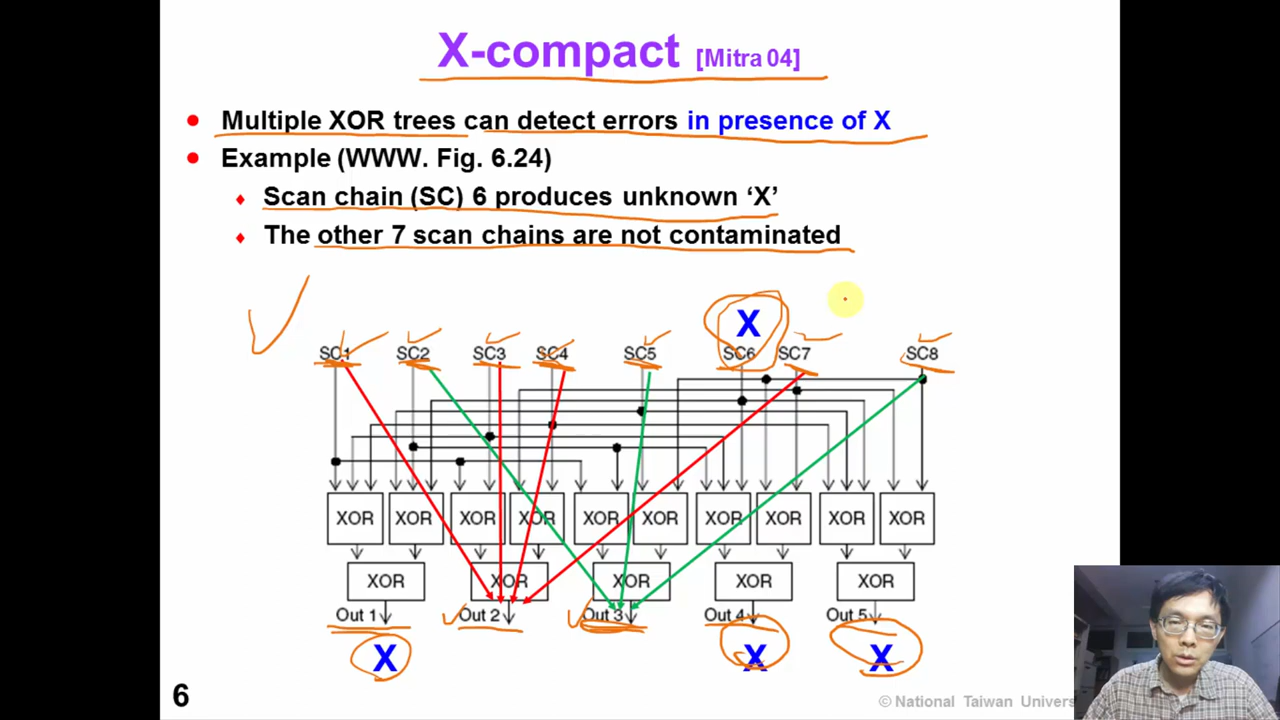 X-compact [Mitra 04]
Multiple XOR trees can detect errors in presence of X
Example (WWW. Fig. 6.24)
Scan chain (SC) 6 produces unknown ‘X’
The other 7 scan chains are not contaminated
X
SC1 SC2 SC3 SC4 SC5 SC6 SC7 SC8
XOR XOR XOR XOR XOR XOR XOR XOR XOR XOR
XOR XOR XOR XOR XOR
Out 1 Out 2 Out 3 Out 4 Out 5
X X X
6
© National Taiwan